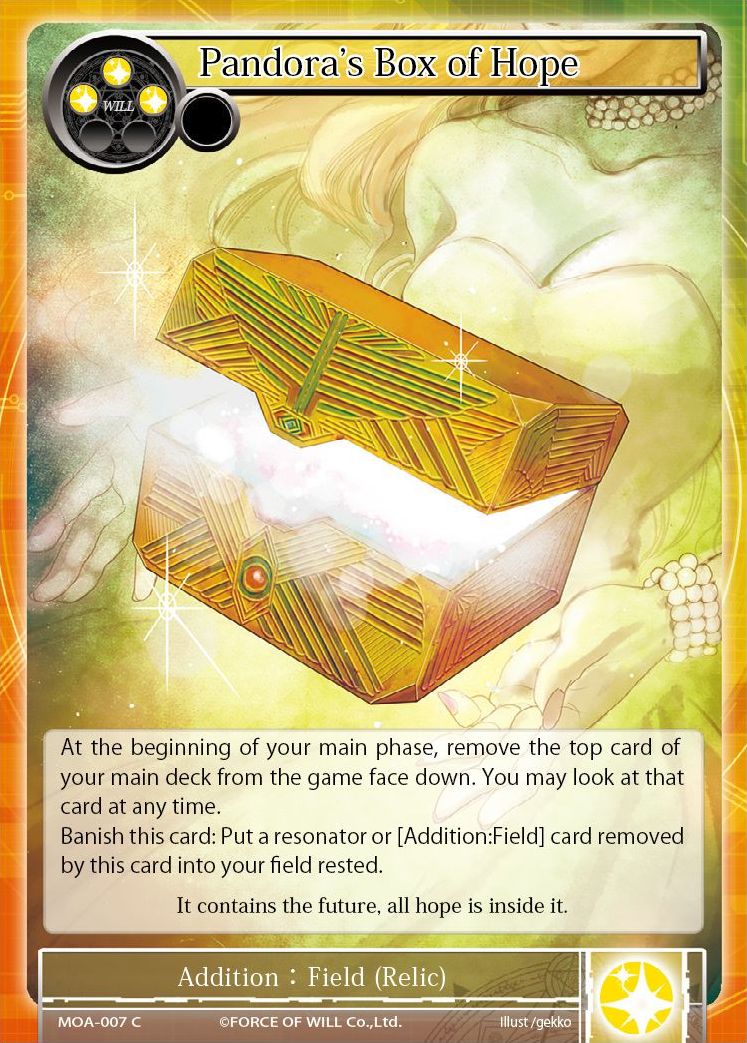 Pandora's Box of Hope
WILL
At the beginning of your main phase, remove the top card of
your main deck from the game face down. You may look at that
card at any time.
Banish this card: Put a resonator or [Addition:Field] card removed
by this card into your field rested.
It contains the future, all hope is inside it.
Addition : Field (Relic)
MOA-007 C ©FORCE OF WILL Co.,Ltd. Illust /gekko